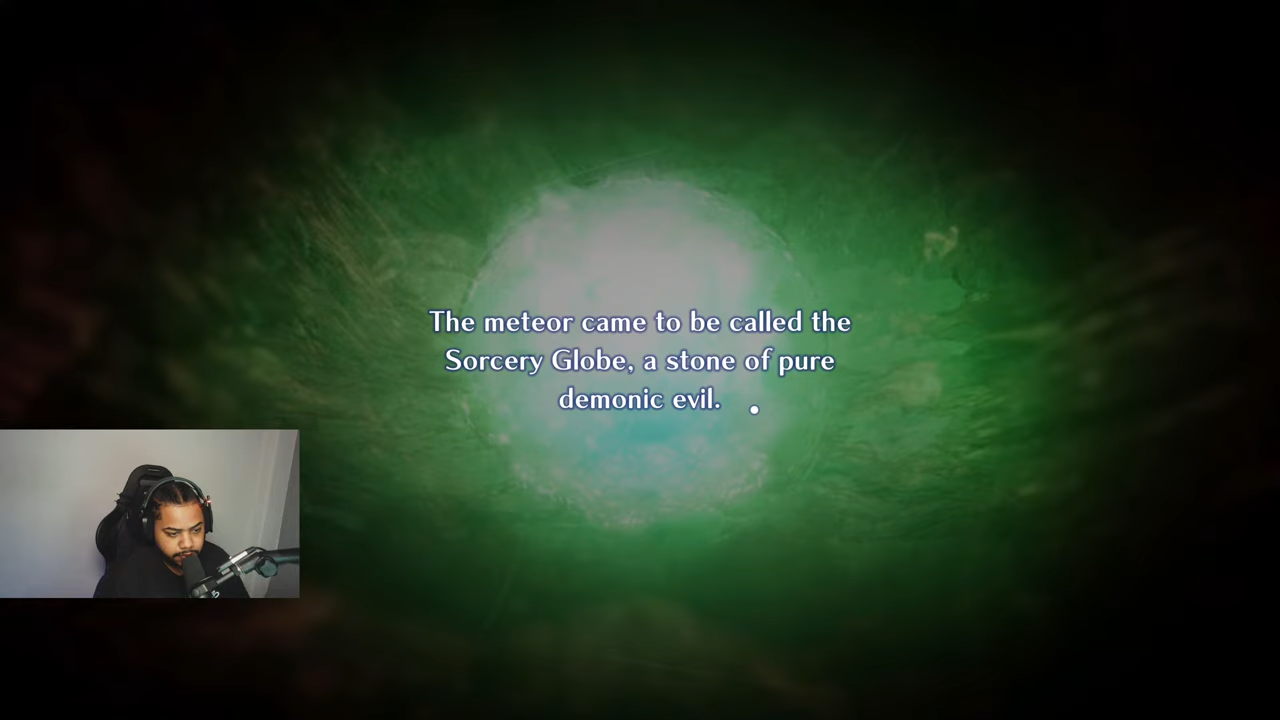 The meteor came to be called the
Sorcery Globe, a stone of pure
demonic evil.